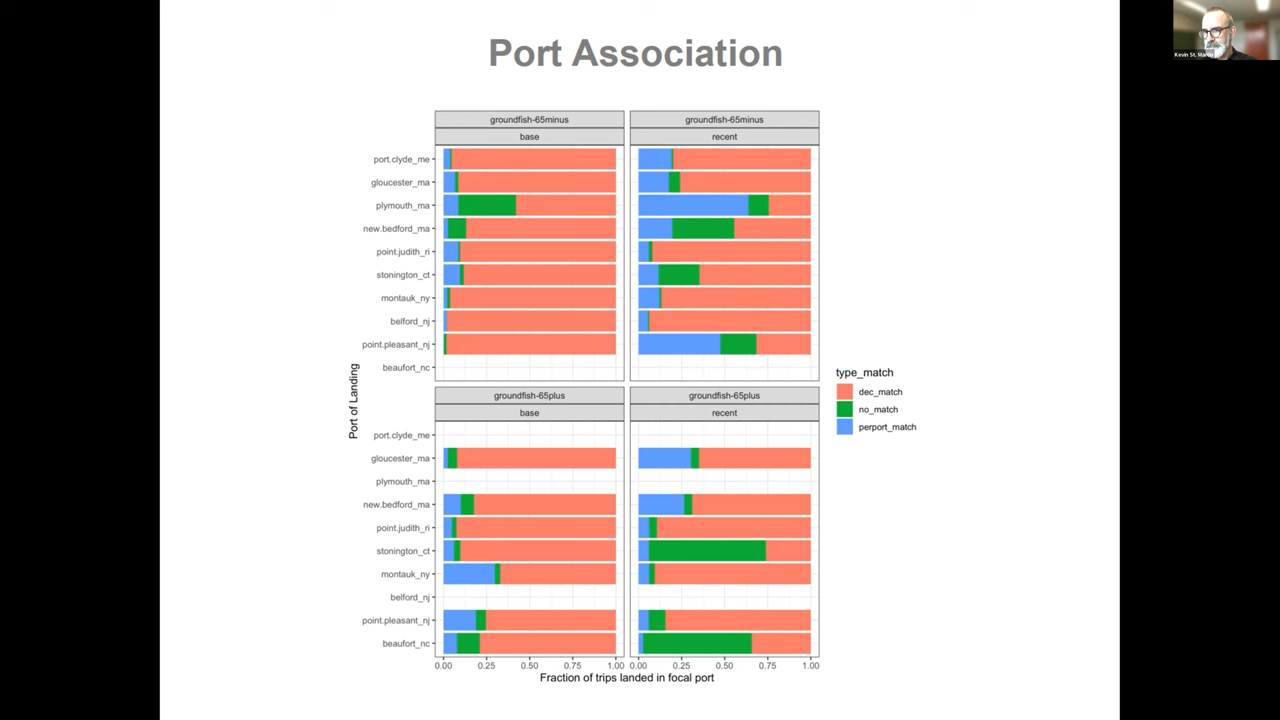 Port Association
Kevin St. Martin
groundfish-65minus
groundfish-65minus
base
recent
port.clyde_me
gloucester_ma
plymouth_ma
new.bedford_ma
point.judith_ri
stonington_ct
montauk_ny
belford_nj
point.pleasant_nj
beaufort_nc
Port of Landing
groundfish-65plus
groundfish-65plus
base
recent
port.clyde_me
gloucester_ma
plymouth_ma
new.bedford_ma
point.judith_ri
stonington_ct
montauk_ny
belford_nj
point.pleasant_nj
beaufort_nc
0.00 0.25 0.50 0.75 1.00 0.00 0.25 0.50 0.75 1.00
Fraction of trips landed in focal port
type_match
dec_match
no_match
perport_match